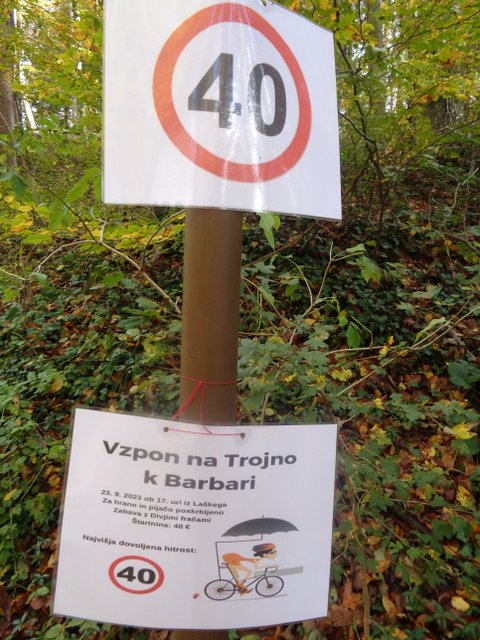 40
Vzpon na Trojno
k Barbari
23. 9. 2023 ob 17. uri iz Laškega
Za hrano in pijačo poskrbljeno
Zabava z Divjimi fračami
Štartnina: 40 €
Najvišja dovoljena hitrost:
40